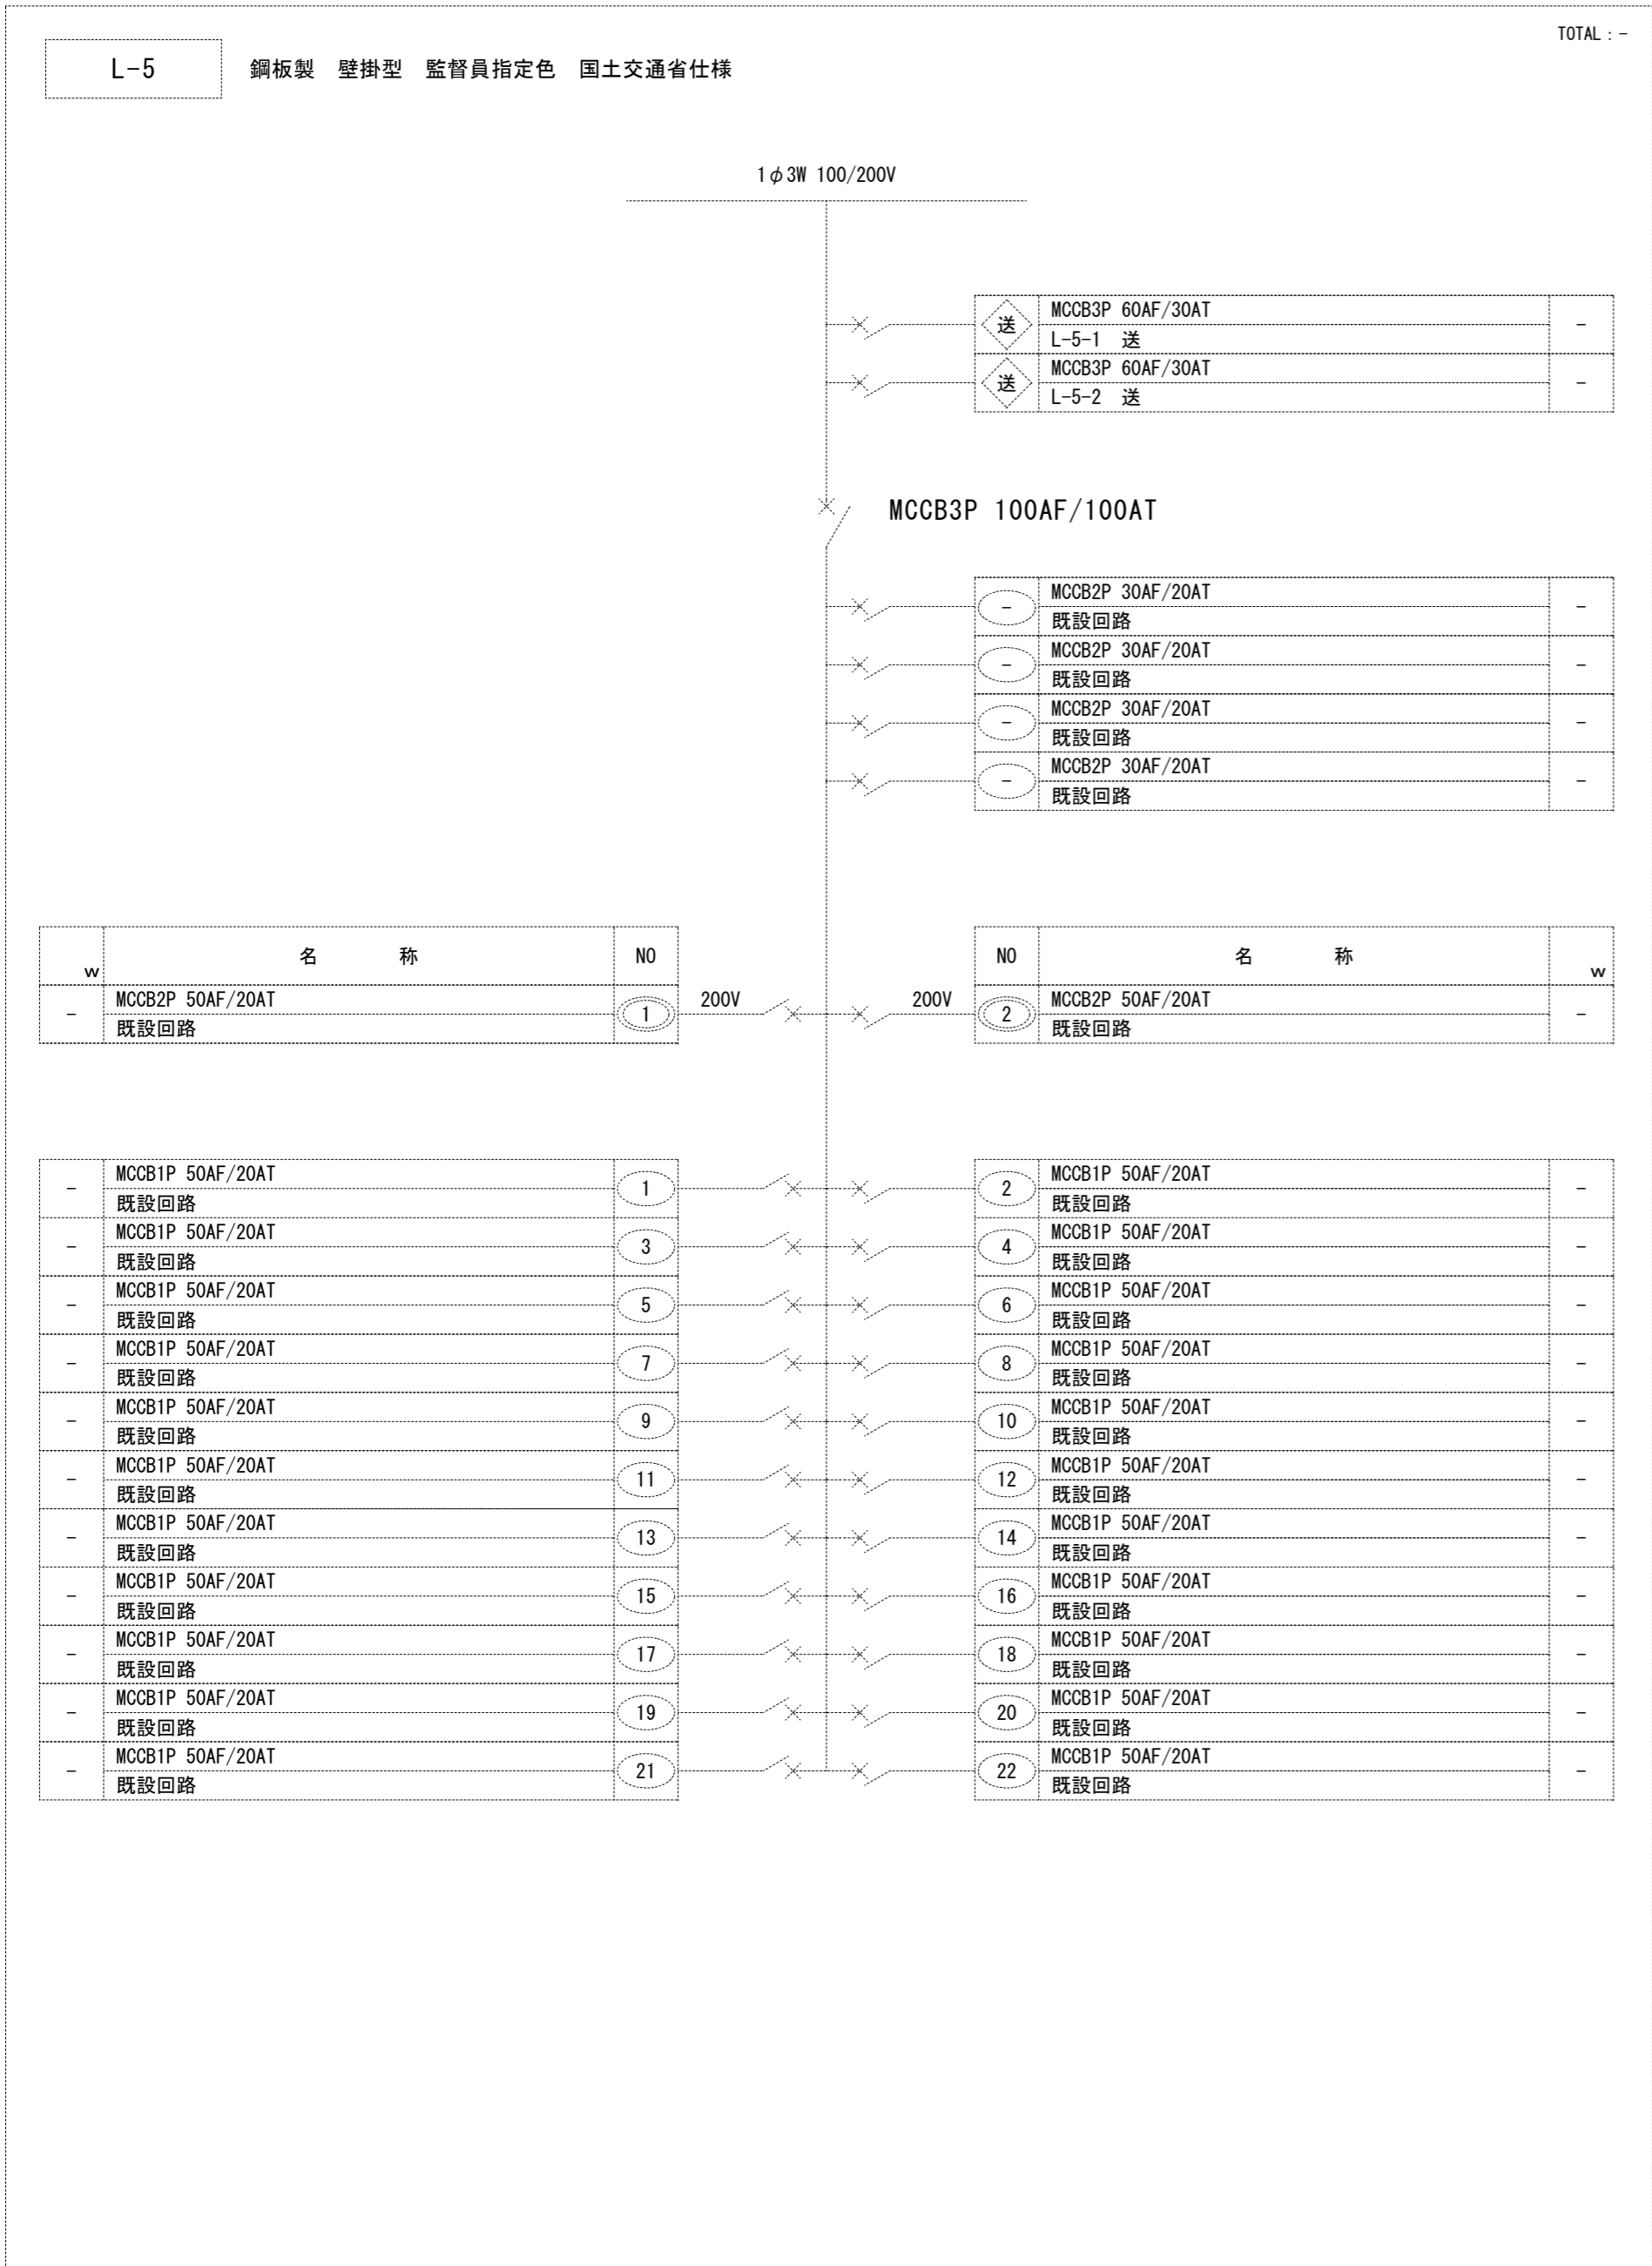 TOTAL : -
L-5 鋼板製 壁掛型 監督員指定色 国土交通省仕様
1φ3W 100/200V
送 MCCB3P 60AF/30AT -
L-5-1 送
送 MCCB3P 60AF/30AT -
L-5-2 送
MCCB3P 100AF/100AT
- MCCB2P 30AF/20AT -
既設回路
- MCCB2P 30AF/20AT -
既設回路
- MCCB2P 30AF/20AT -
既設回路
- MCCB2P 30AF/20AT -
既設回路
W 名 称 NO NO 名 称 W
- MCCB2P 50AF/20AT 1 200V 200V 2 MCCB2P 50AF/20AT -
既設回路 既設回路
- MCCB1P 50AF/20AT 1 2 MCCB1P 50AF/20AT -
既設回路 既設回路
- MCCB1P 50AF/20AT 3 4 MCCB1P 50AF/20AT -
既設回路 既設回路
- MCCB1P 50AF/20AT 5 6 MCCB1P 50AF/20AT -
既設回路 既設回路
- MCCB1P 50AF/20AT 7 8 MCCB1P 50AF/20AT -
既設回路 既設回路
- MCCB1P 50AF/20AT 9 10 MCCB1P 50AF/20AT -
既設回路 既設回路
- MCCB1P 50AF/20AT 11 12 MCCB1P 50AF/20AT -
既設回路 既設回路
- MCCB1P 50AF/20AT 13 14 MCCB1P 50AF/20AT -
既設回路 既設回路
- MCCB1P 50AF/20AT 15 16 MCCB1P 50AF/20AT -
既設回路 既設回路
- MCCB1P 50AF/20AT 17 18 MCCB1P 50AF/20AT -
既設回路 既設回路
- MCCB1P 50AF/20AT 19 20 MCCB1P 50AF/20AT -
既設回路 既設回路
- MCCB1P 50AF/20AT 21 22 MCCB1P 50AF/20AT -
既設回路 既設回路